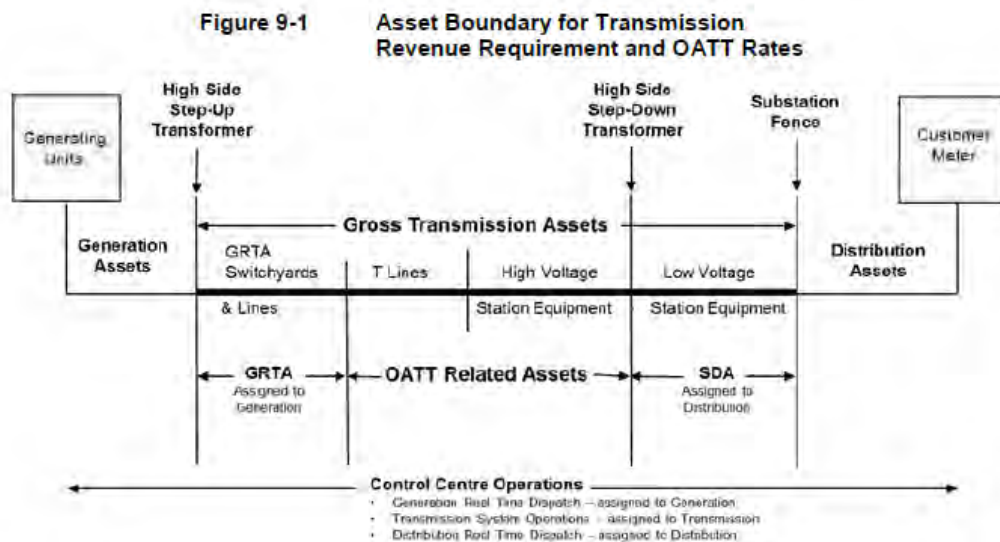 Figure 9-1 Asset Boundary for Transmission
Revenue Requirement and OATT Rates
High Side
Step-Up
Transformer
High Side
Step-Down
Transformer
Substation
Fence
Generating
Units
Customer
Meter
Gross Transmission Assets
Generation
Assets
GRTA
Switchyards
T Lines
High Voltage
Low Voltage
Distribution
Assets
& Lines
Station Equipment
Station Equipment
GRTA
Assigned to
Generation
OATT Related Assets
SDA
Assigned to
Distribution
Control Centre Operations
• Generation Real Time Dispatch – assigned to Generation
• Transmission System Operations – assigned to Transmission
• Distribution Real Time Dispatch – assigned to Distribution